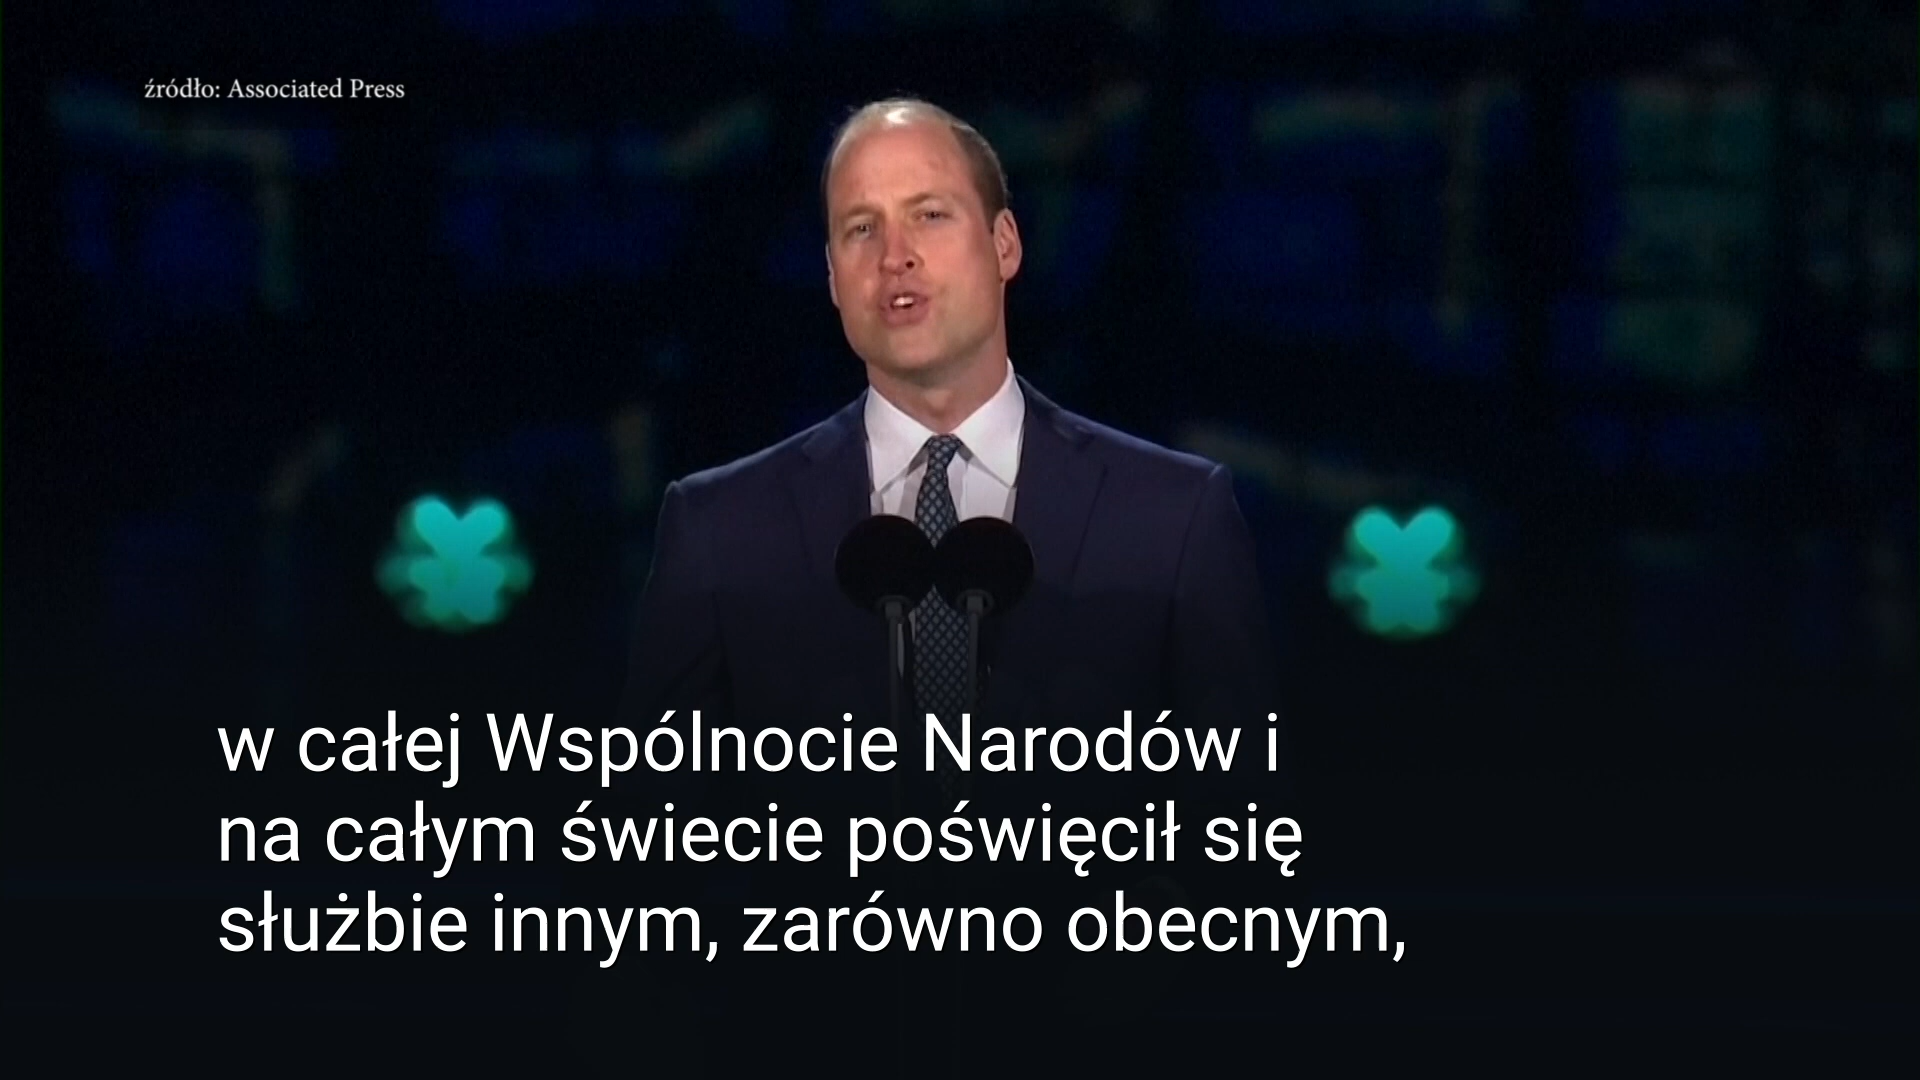 źródło: Associated Press
w całej Wspólnocie Narodów i
na całym świecie poświęcił się
służbie innym, zarówno obecnym,